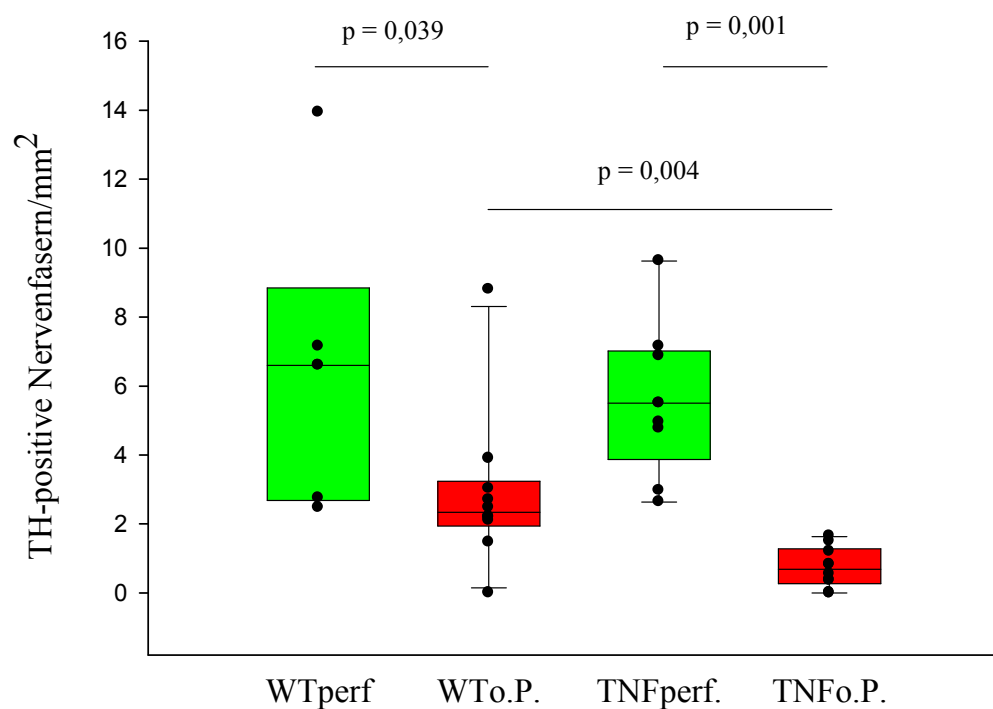 p = 0,039
p = 0,001
p = 0,004
TH-positive Nervenfasern/mm²
16
14
12
10
8
6
4
2
0
WTperf WTo.P. TNFperf. TNFo.P.